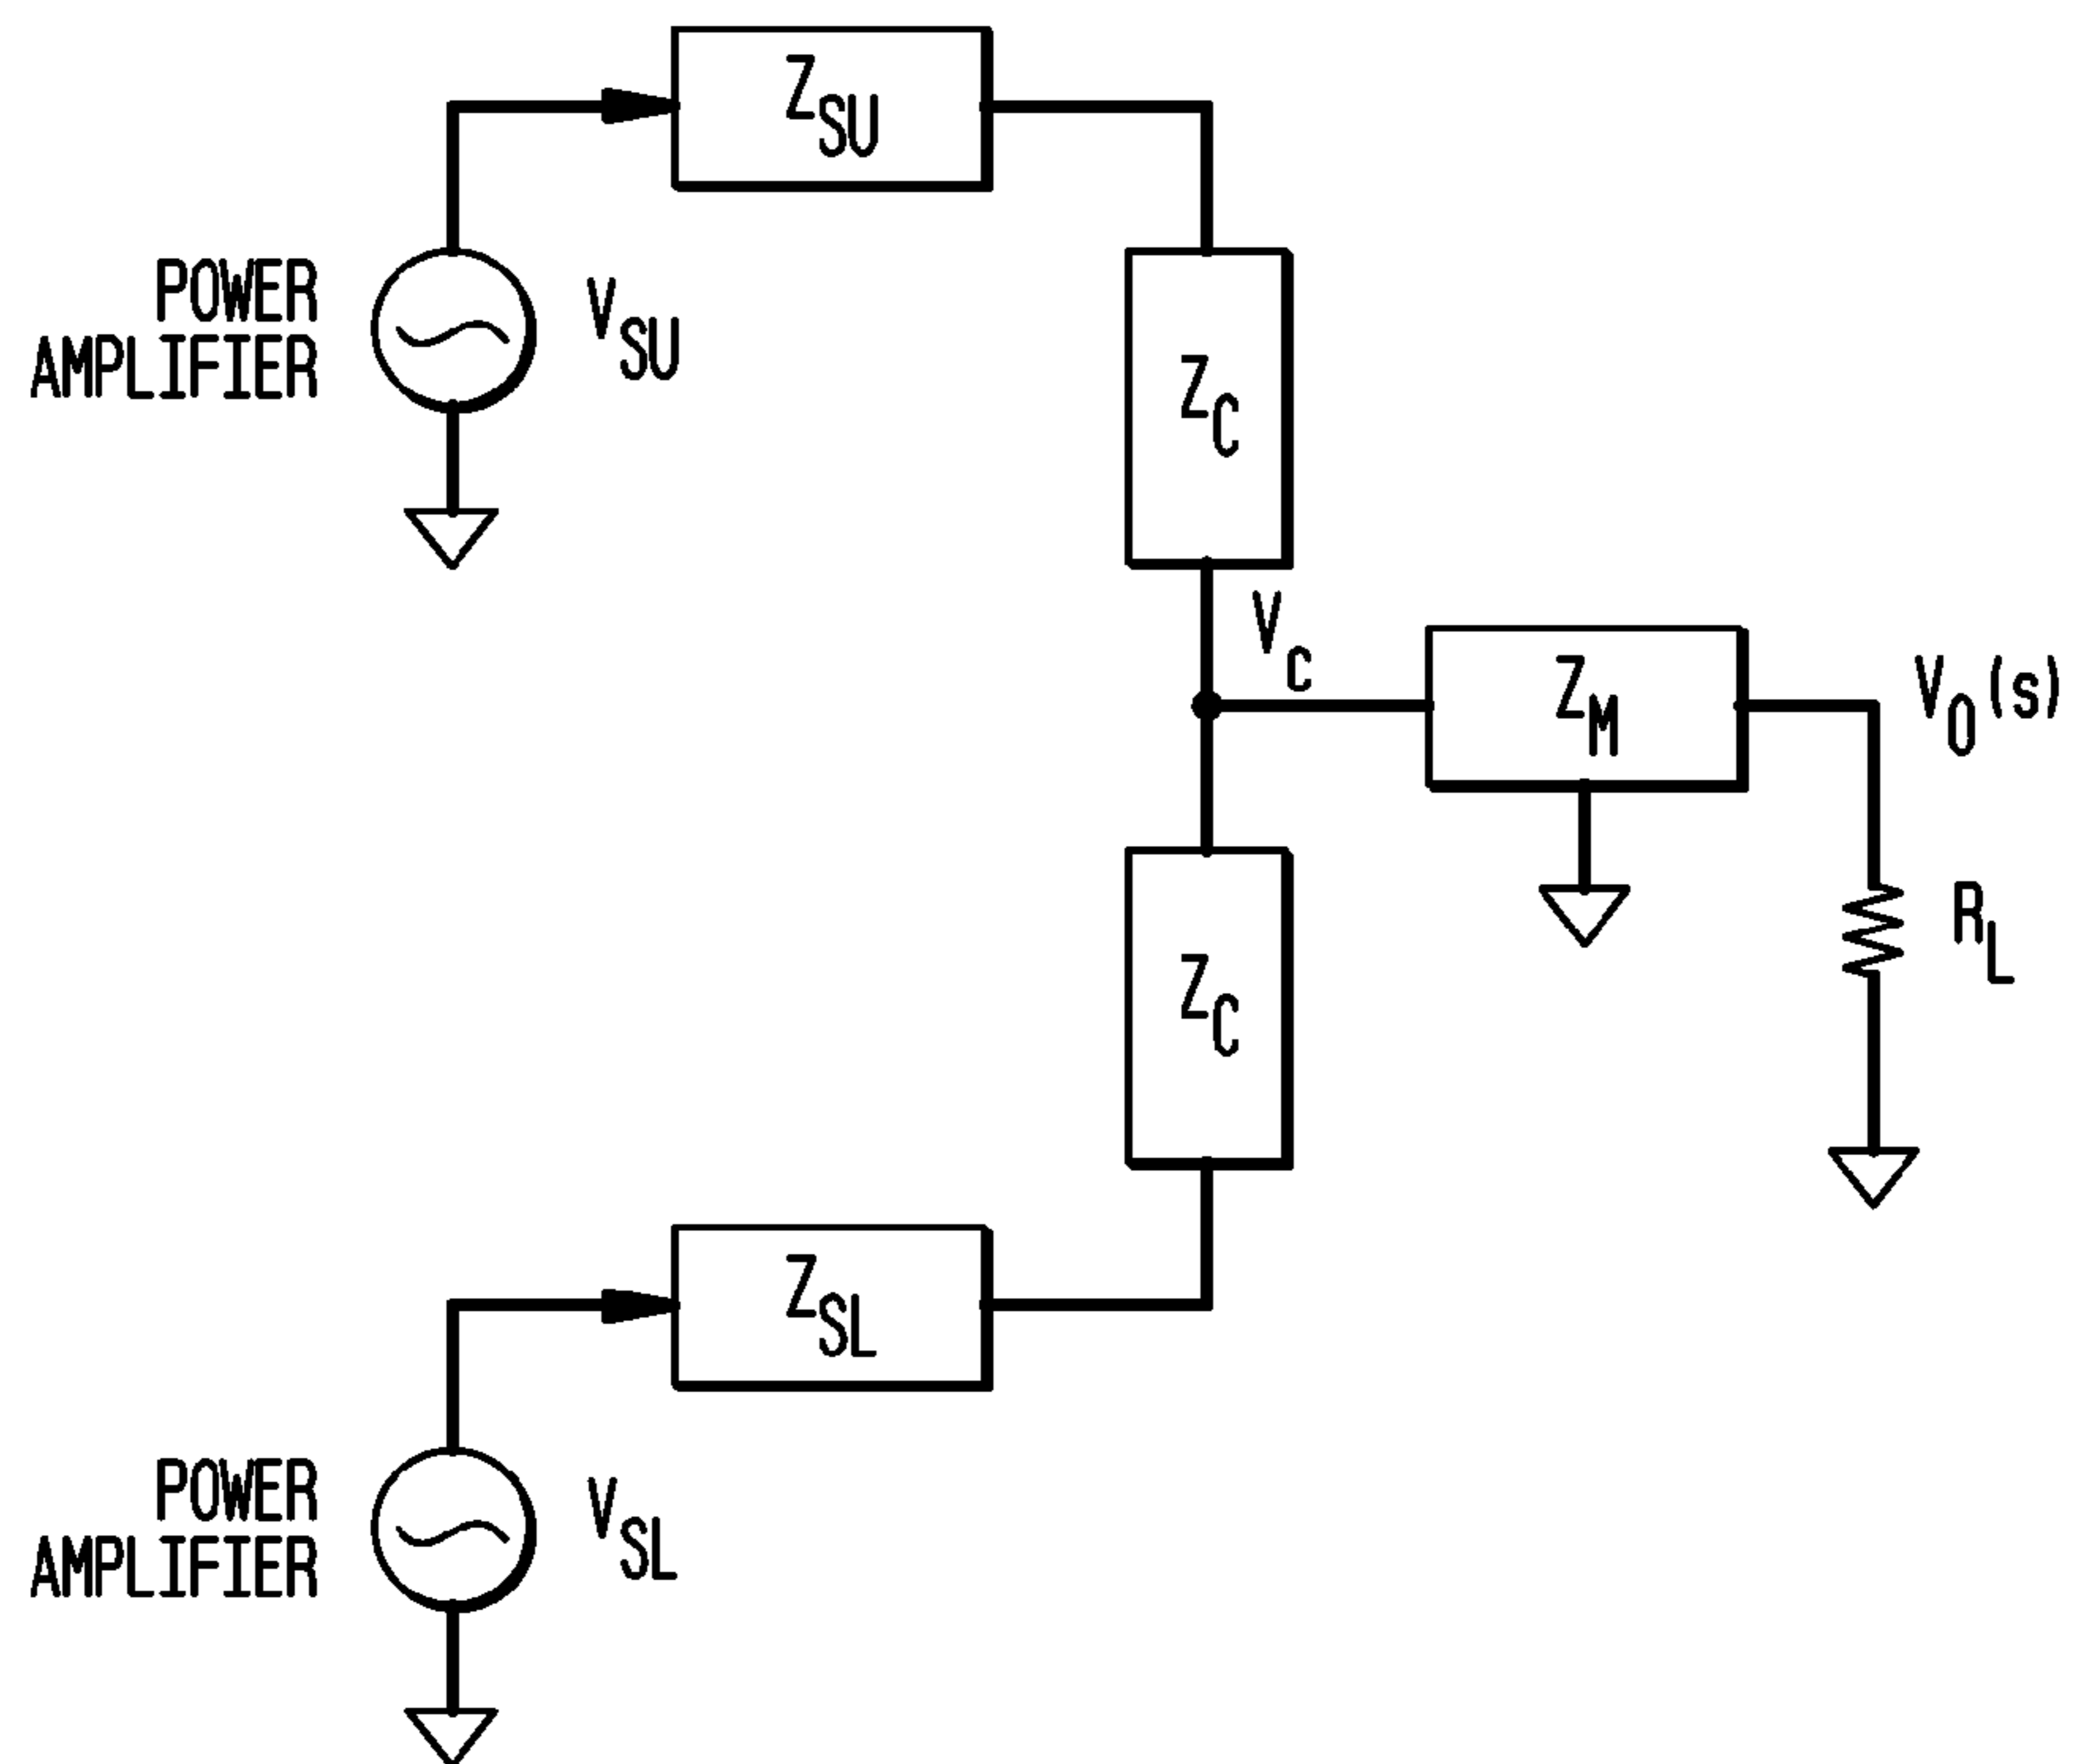 Z_SU
POWER
AMPLIFIER
V_SU
Z_C
V_C
Z_M
V_O(s)
Z_C
R_L
Z_SL
POWER
AMPLIFIER
V_SL